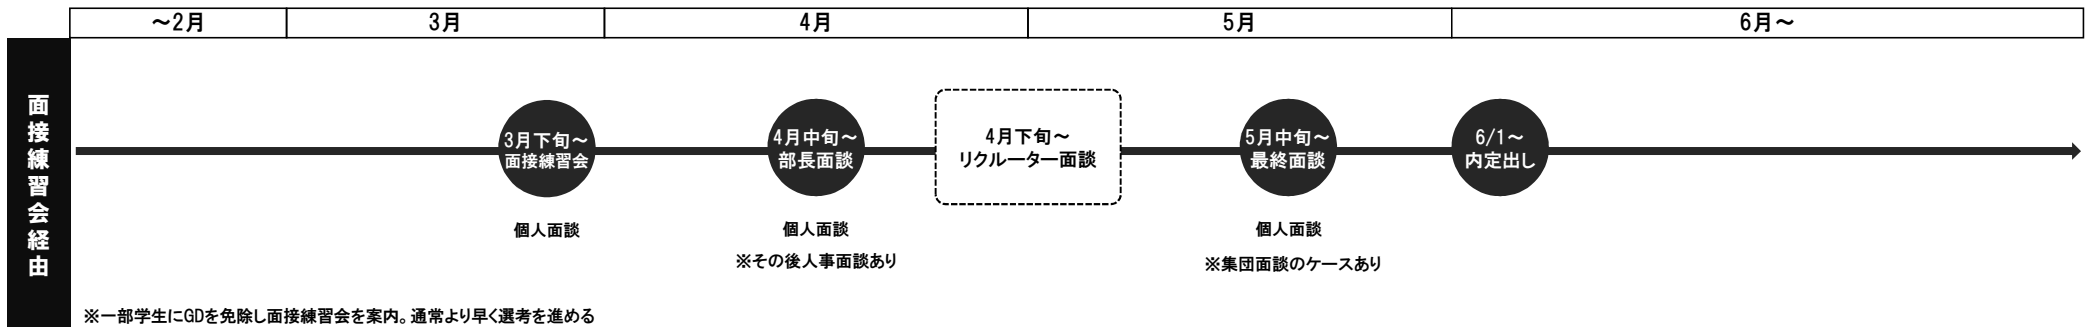 ～2月
3月
4月
5月
6月～
面接練習会経由
3月下旬～
面接練習会
4月中旬～
部長面談
4月下旬～
リクルーター面談
5月中旬～
最終面談
6/1～
内定出し
個人面談
個人面談
個人面談
※その後人事面談あり
※集団面談のケースあり
※一部学生にGDを免除し面接練習会を案内。通常より早く選考を進める